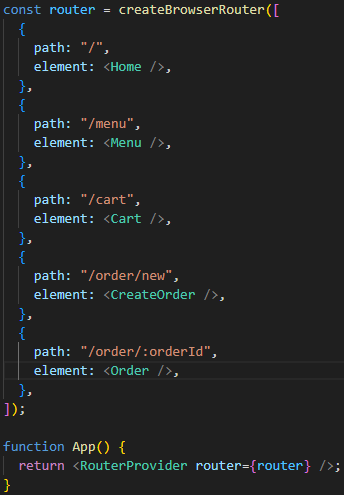 const router = createBrowserRouter([
  {
    path: "/",
    element: <Home />,
  },
  {
    path: "/menu",
    element: <Menu />,
  },
  {
    path: "/cart",
    element: <Cart />,
  },
  {
    path: "/order/new",
    element: <CreateOrder />,
  },
  {
    path: "/order/:orderId",
    element: <Order />,
  },
]);

function App() {
  return <RouterProvider router={router} />;
}